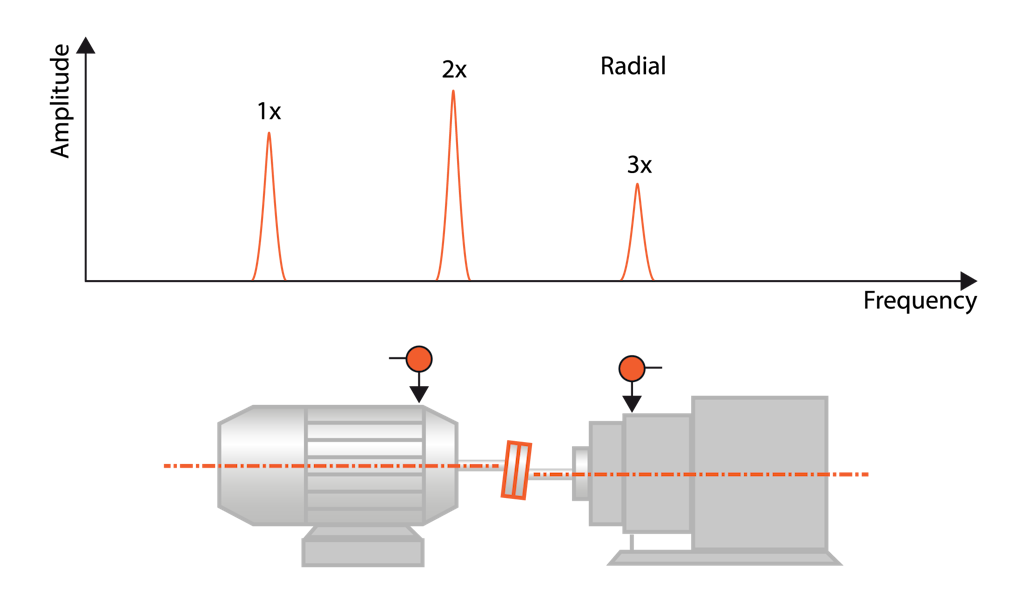 Amplitude
1x
2x
Radial
3x
Frequency